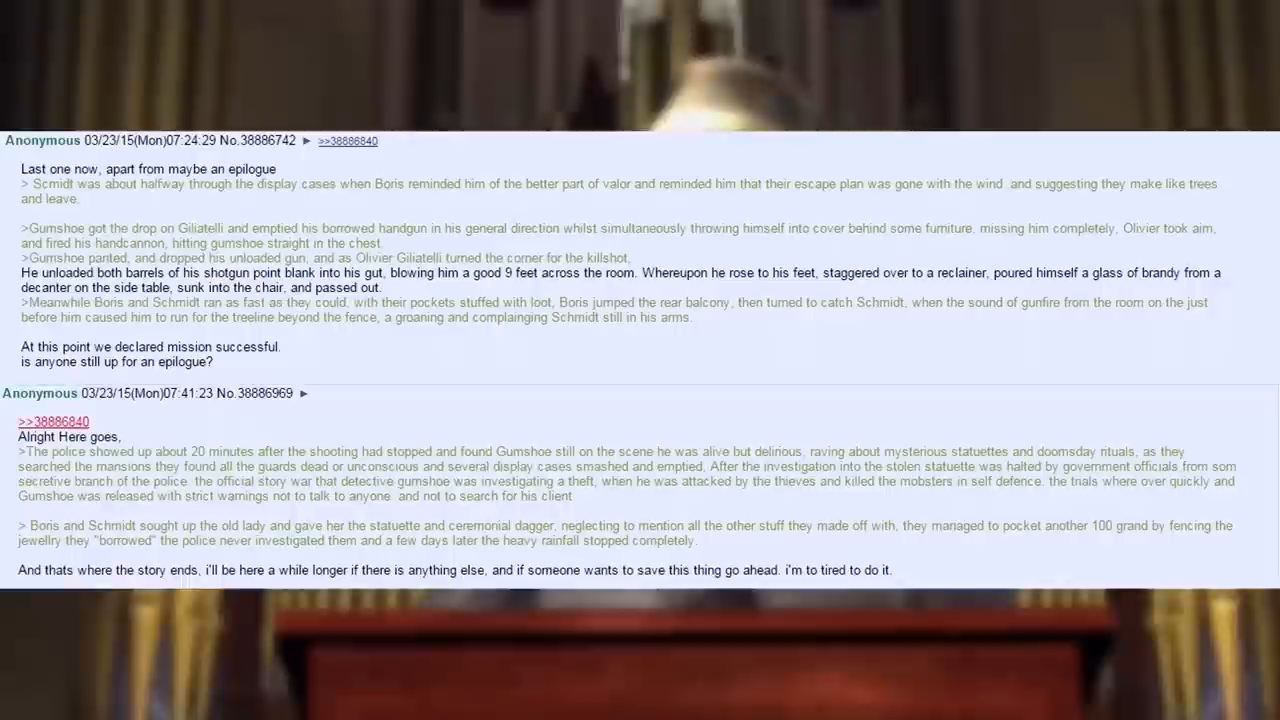 Anonymous 03/23/15(Mon)07:24:29 No.38886742 ► >>38886840
Last one now, apart from maybe an epilogue
> Scmidt was about halfway through the display cases when Boris reminded him of the better part of valor and reminded him that their escape plan was gone with the wind. and suggesting they make like trees
and leave.
>Gumshoe got the drop on Giliatelli and emptied his borrowed handgun in his general direction whilst simultaneously throwing himself into cover behind some furniture. missing him completely, Olivier took aim,
and fired his handcannon, hitting gumshoe straight in the chest.
>Gumshoe panted, and dropped his unloaded gun, and as Olivier Giliatelli turned the corner for the killshot,
He unloaded both barrels of his shotgun point blank into his gut, blowing him a good 9 feet across the room. Whereupon he rose to his feet, staggered over to a reclainer, poured himself a glass of brandy from a
decanter on the side table, sunk into the chair, and passed out.
>Meanwhile Boris and Schmidt ran as fast as they could, with their pockets stuffed with loot, Boris jumped the rear balcony, then turned to catch Schmidt, when the sound of gunfire from the room on the just
before him caused him to run for the treeline beyond the fence, a groaning and complainging Schmidt still in his arms.
At this point we declared mission successful.
is anyone still up for an epilogue?
Anonymous 03/23/15(Mon)07:41:23 No.38886969 ►
>>38886840
Alright Here goes,
>The police showed up about 20 minutes after the shooting had stopped and found Gumshoe still on the scene he was alive but delirious, raving about mysterious statuettes and doomsday rituals, as they
searched the mansions they found all the guards dead or unconscious and several display cases smashed and emptied, After the investigation into the stolen statuette was halted by government officials from som
secretive branch of the police. the official story war that detective gumshoe was investigating a theft, when he was attacked by the thieves and killed the mobsters in self defence. the trials where over quickly and
Gumshoe was released with strict warnings not to talk to anyone. and not to search for his client
> Boris and Schmidt sought up the old lady and gave her the statuette and ceremonial dagger. neglecting to mention all the other stuff they made off with, they managed to pocket another 100 grand by fencing the
jewellry they "borrowed" the police never investigated them and a few days later the heavy rainfall stopped completely.
And thats where the story ends, i'll be here a while longer if there is anything else, and if someone wants to save this thing go ahead. i'm to tired to do it.